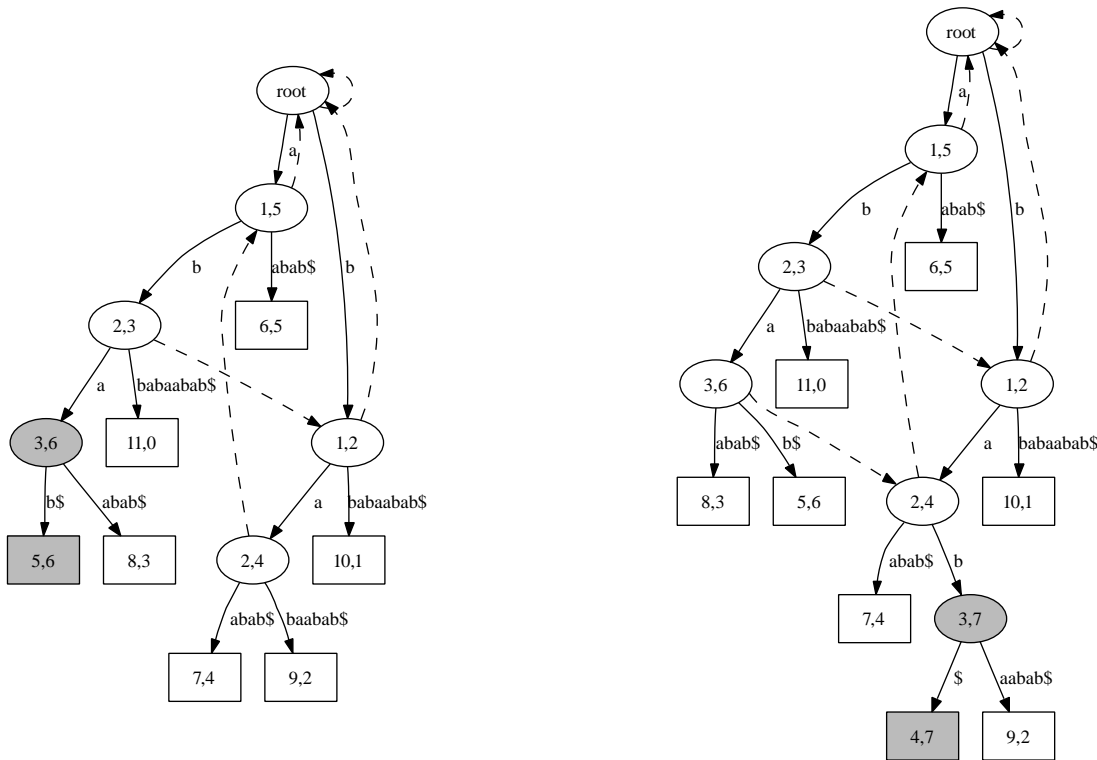 root
a
1,5
b
abab$
b
2,3
6,5
a
babaabab$
3,6
11,0
1,2
b$
abab$
a
babaabab$
5,6
8,3
2,4
10,1
abab$
baabab$
7,4
9,2
root
a
1,5
b
abab$
b
2,3
6,5
a
babaabab$
3,6
11,0
1,2
abab$
b$
a
babaabab$
8,3
5,6
2,4
10,1
abab$
b
7,4
3,7
$
aabab$
4,7
9,2